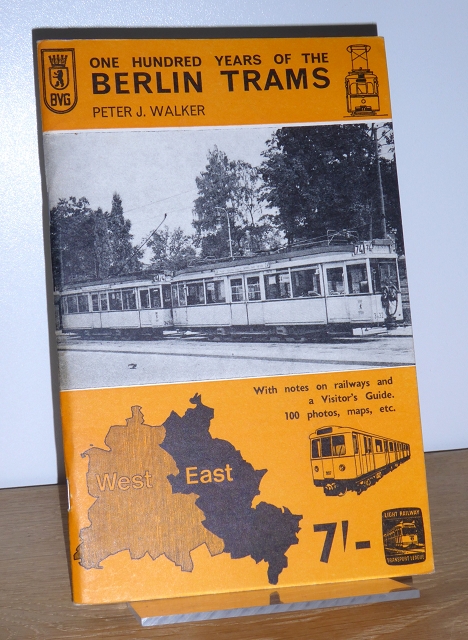 ONE HUNDRED YEARS OF THE
BERLIN TRAMS
PETER J. WALKER
BVG
74
With notes on railways and
a Visitor's Guide.
100 photos, maps, etc.
West
East
7'-
LIGHT RAILWAY
TRANSPORT LEAGUE